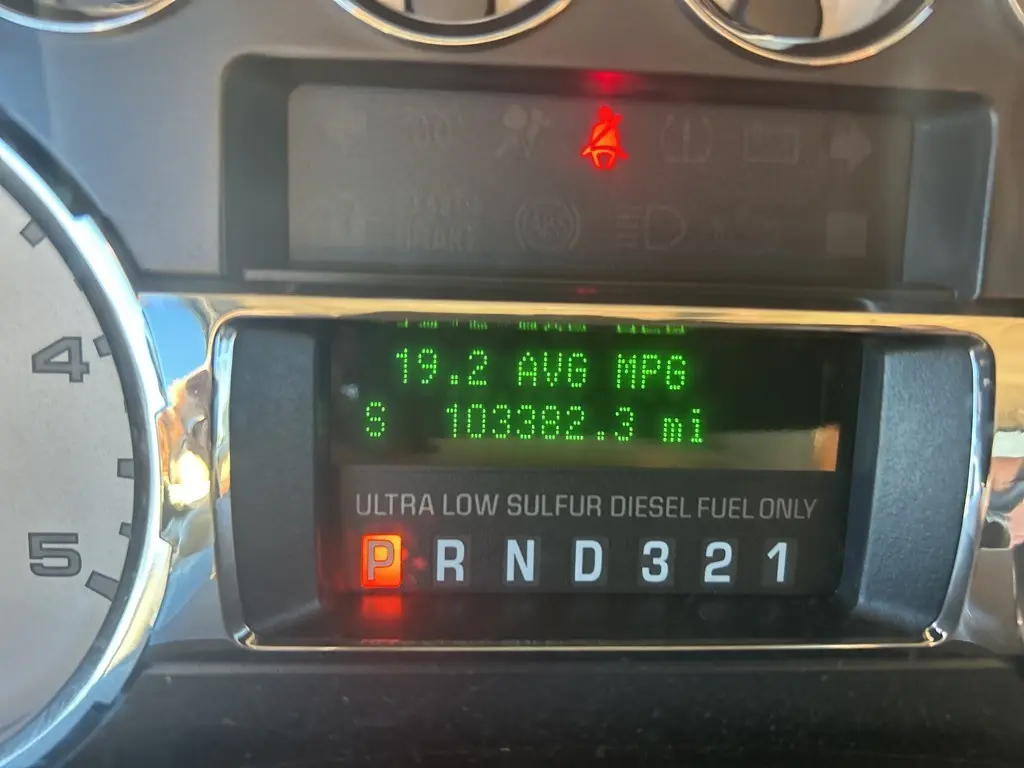 19.2 AVG MPG
S 103382.3 mi
ULTRA LOW SULFUR DIESEL FUEL ONLY
P R N D 3 2 1
4
5